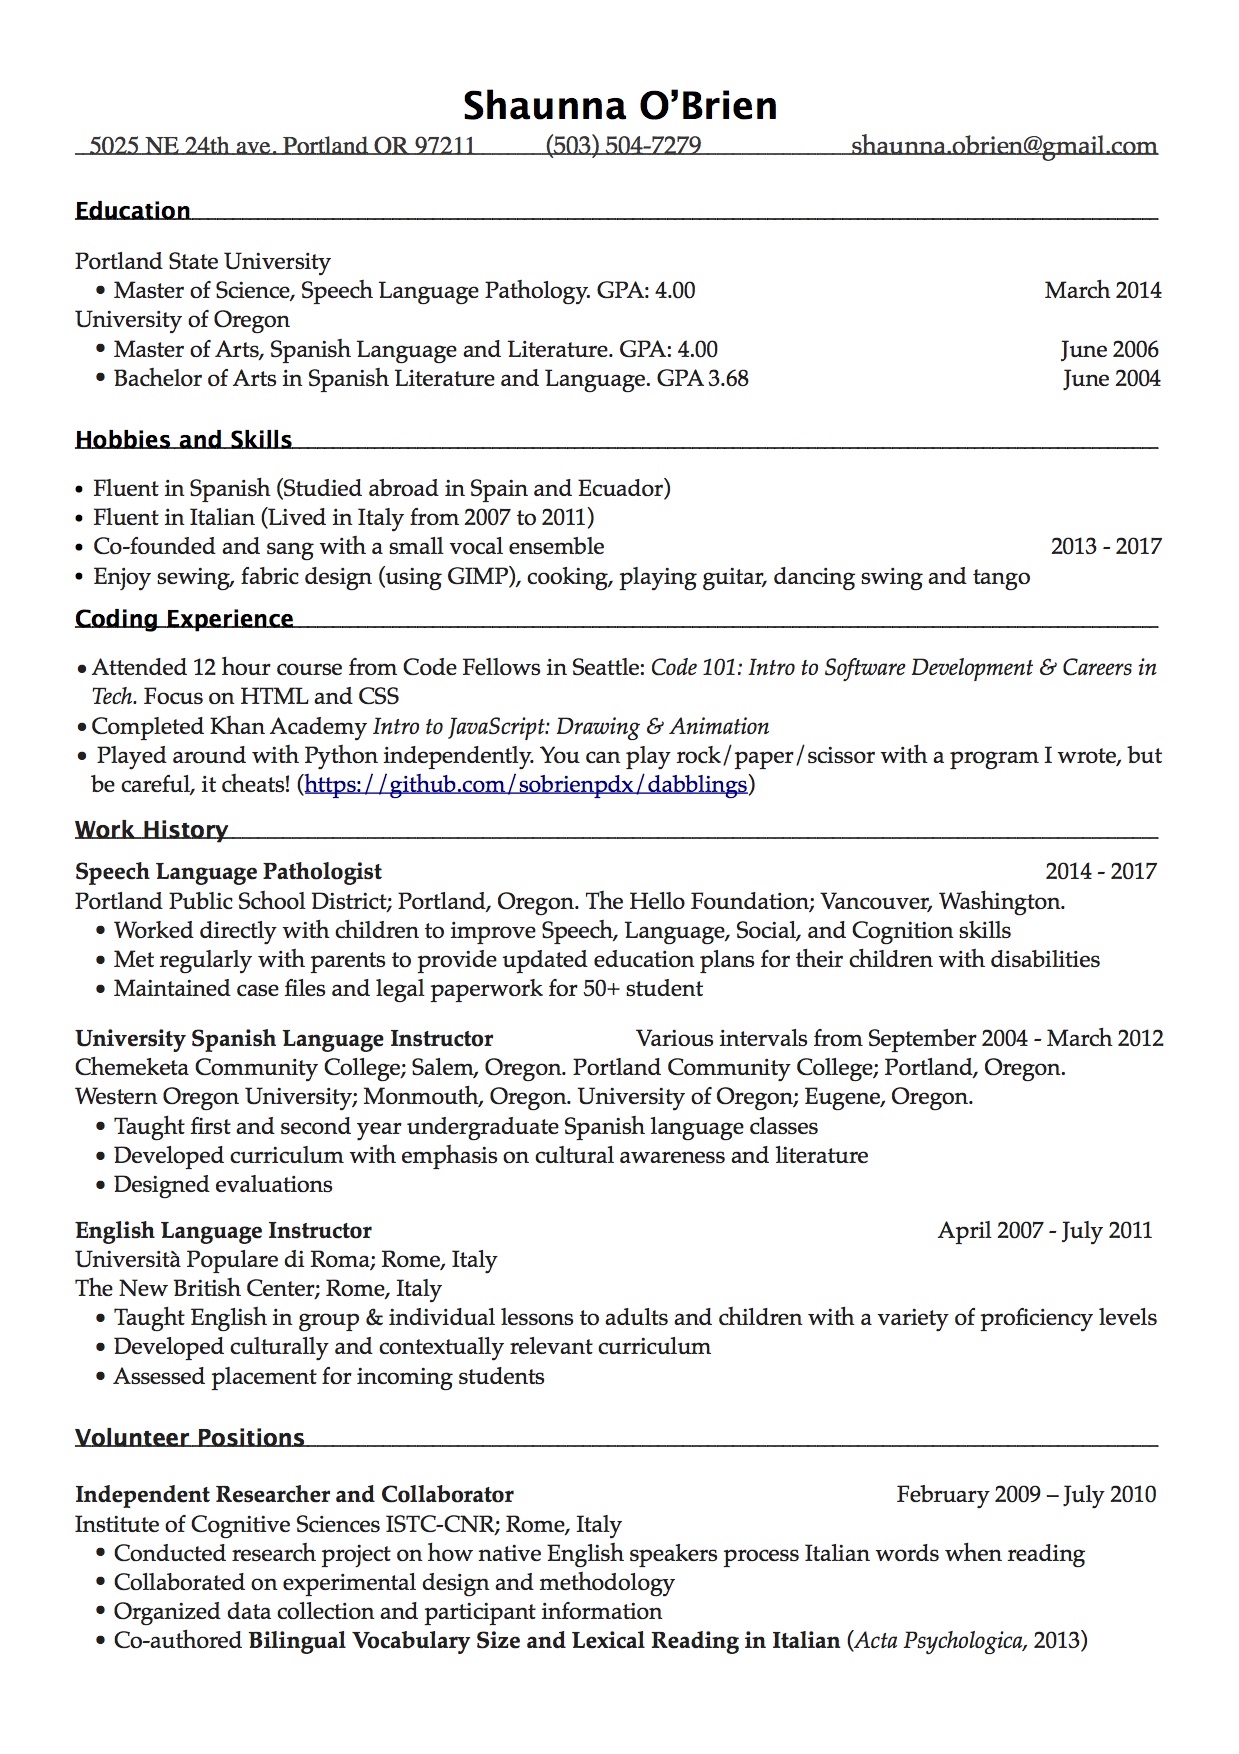 Shaunna O’Brien
5025 NE 24th ave. Portland OR 97211 (503) 504-7279 shaunna.obrien@gmail.com
Education
Portland State University
• Master of Science, Speech Language Pathology. GPA: 4.00 March 2014
University of Oregon
• Master of Arts, Spanish Language and Literature. GPA: 4.00 June 2006
• Bachelor of Arts in Spanish Literature and Language. GPA 3.68 June 2004
Hobbies and Skills
• Fluent in Spanish (Studied abroad in Spain and Ecuador)
• Fluent in Italian (Lived in Italy from 2007 to 2011)
• Co-founded and sang with a small vocal ensemble 2013 - 2017
• Enjoy sewing, fabric design (using GIMP), cooking, playing guitar, dancing swing and tango
Coding Experience
• Attended 12 hour course from Code Fellows in Seattle: Code 101: Intro to Software Development & Careers in
Tech. Focus on HTML and CSS
• Completed Khan Academy Intro to JavaScript: Drawing & Animation
• Played around with Python independently. You can play rock/paper/scissor with a program I wrote, but
be careful, it cheats! (https://github.com/sobrienpdx/dabblings)
Work History
Speech Language Pathologist 2014 - 2017
Portland Public School District; Portland, Oregon. The Hello Foundation; Vancouver, Washington.
• Worked directly with children to improve Speech, Language, Social, and Cognition skills
• Met regularly with parents to provide updated education plans for their children with disabilities
• Maintained case files and legal paperwork for 50+ student
University Spanish Language Instructor Various intervals from September 2004 - March 2012
Chemeketa Community College; Salem, Oregon. Portland Community College; Portland, Oregon.
Western Oregon University; Monmouth, Oregon. University of Oregon; Eugene, Oregon.
• Taught first and second year undergraduate Spanish language classes
• Developed curriculum with emphasis on cultural awareness and literature
• Designed evaluations
English Language Instructor April 2007 - July 2011
Università Populare di Roma; Rome, Italy
The New British Center; Rome, Italy
• Taught English in group & individual lessons to adults and children with a variety of proficiency levels
• Developed culturally and contextually relevant curriculum
• Assessed placement for incoming students
Volunteer Positions
Independent Researcher and Collaborator February 2009 – July 2010
Institute of Cognitive Sciences ISTC-CNR; Rome, Italy
• Conducted research project on how native English speakers process Italian words when reading
• Collaborated on experimental design and methodology
• Organized data collection and participant information
• Co-authored Bilingual Vocabulary Size and Lexical Reading in Italian (Acta Psychologica, 2013)